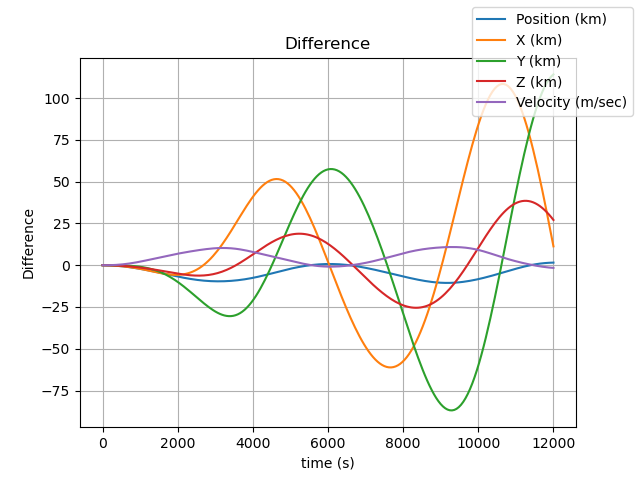 Difference
Position (km)
X (km)
Y (km)
Z (km)
Velocity (m/sec)
Difference
100
75
50
25
0
−25
−50
−75
0 2000 4000 6000 8000 10000 12000
time (s)